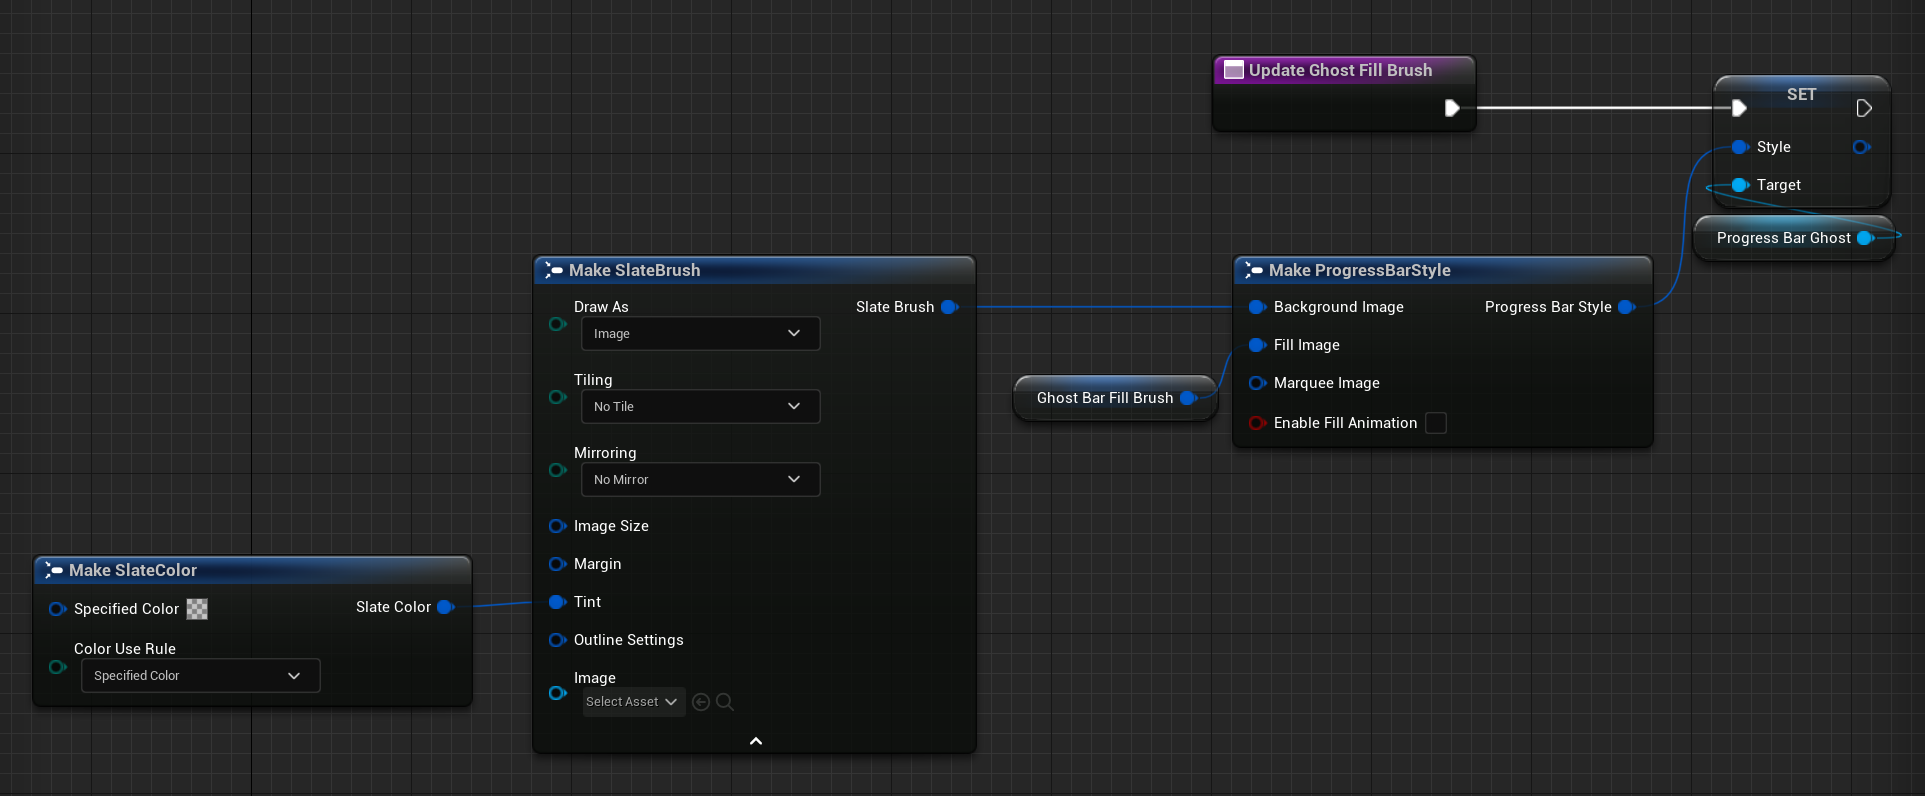 Update Ghost Fill Brush
SET
Style
Target
Progress Bar Ghost
Make SlateBrush
Draw As
Slate Brush
Image
Tiling
No Tile
Mirroring
No Mirror
Image Size
Margin
Tint
Outline Settings
Image
Select Asset
Make ProgressBarStyle
Background Image
Progress Bar Style
Fill Image
Marquee Image
Enable Fill Animation
Ghost Bar Fill Brush
Make SlateColor
Specified Color
Slate Color
Color Use Rule
Specified Color